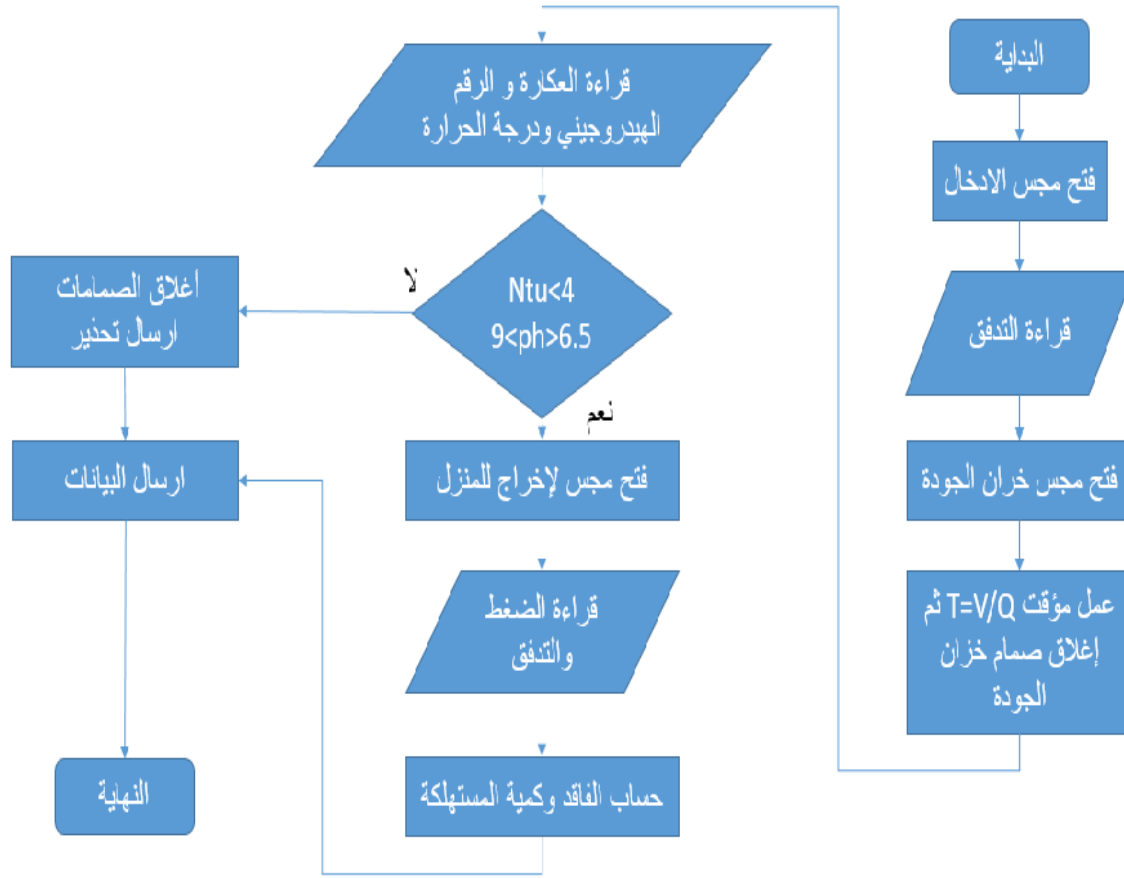 البداية
فتح مجس الادخال
قراءة التدفق
فتح مجس خران الجودة
عمل مؤقت T=V/Q ثم
إغلاق صمام خزان
الجودة
قراءة العكارة و الرقم
الهيدروجيني ودرجة الحرارة
Ntu<4
9<ph>6.5
لا
نعم
أغلاق الصمامات
ارسال تحذير
فتح مجس لإخراج للمنزل
قراءة الضغط
والتدفق
حساب الفاقد وكمية المستهلكة
ارسال البيانات
النهاية